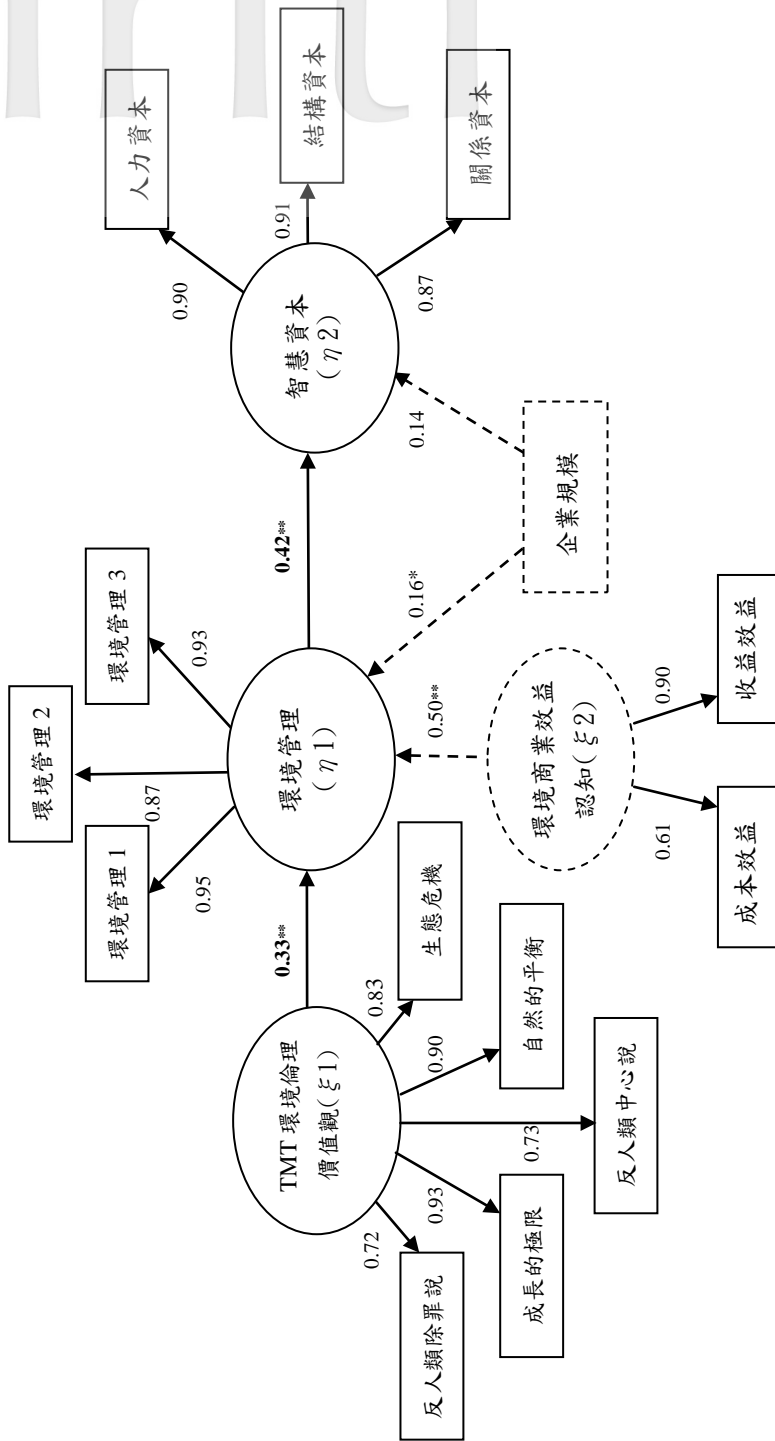 環境管理 2
環境管理 1
環境管理 3
0.87
0.95
0.93
人力資本
結構資本
關係資本
0.90
0.91
0.87
TMT 環境倫理
價值觀(ξ1)
0.33**
環境管理
(η1)
0.42**
智慧資本
(η2)
0.72
0.93
0.73
0.90
0.83
反人類除罪說
成長的極限
反人類中心說
自然的平衡
生態危機
0.50**
0.16*
0.14
環境商業效益
認知(ξ2)
企業規模
0.61
0.90
成本效益
收益效益